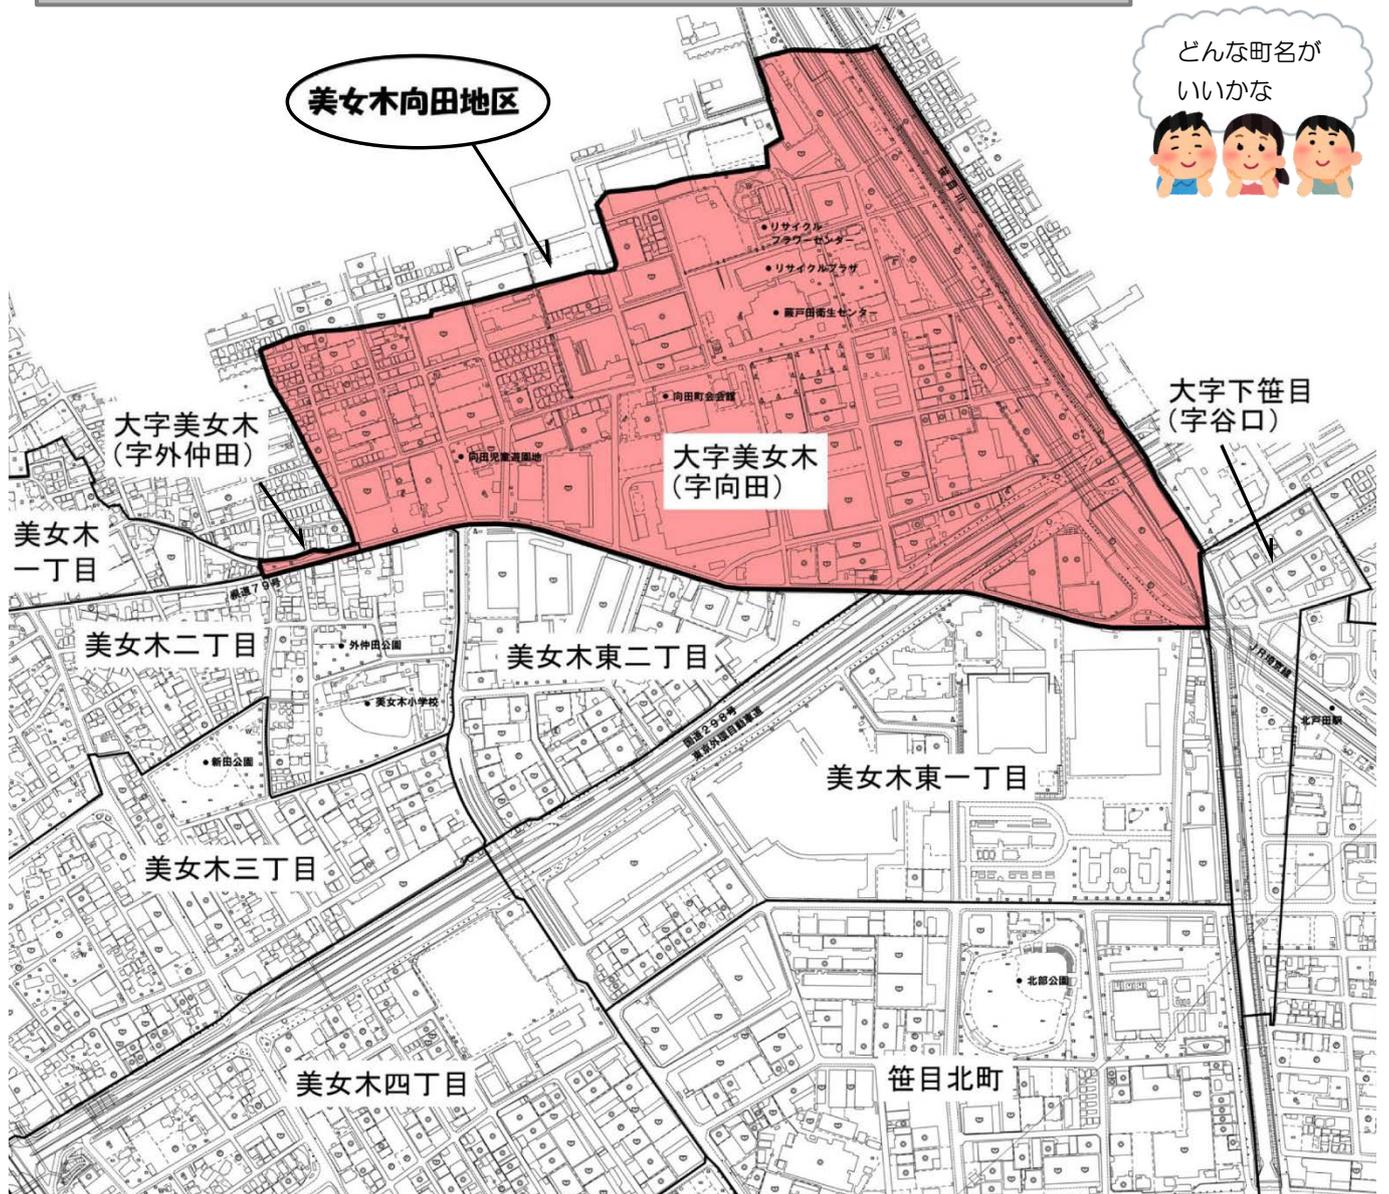 どんな町名が
いいかな
美女木向田地区
リサイクル
フラワーセンター
リサイクルプラザ
蕨戸田衛生センター
向田町会会館
大字下笹目
(字谷口)
大字美女木
(字外仲田)
向田児童遊園地
大字美女木
(字向田)
美女木
一丁目
県道79号
美女木二丁目
外仲田公園
美女木東二丁目
JR埼京線
美女木小学校
北戸田駅
国道298号
東京外環自動車道
新田公園
美女木東一丁目
美女木三丁目
北部公園
美女木四丁目
笹目北町